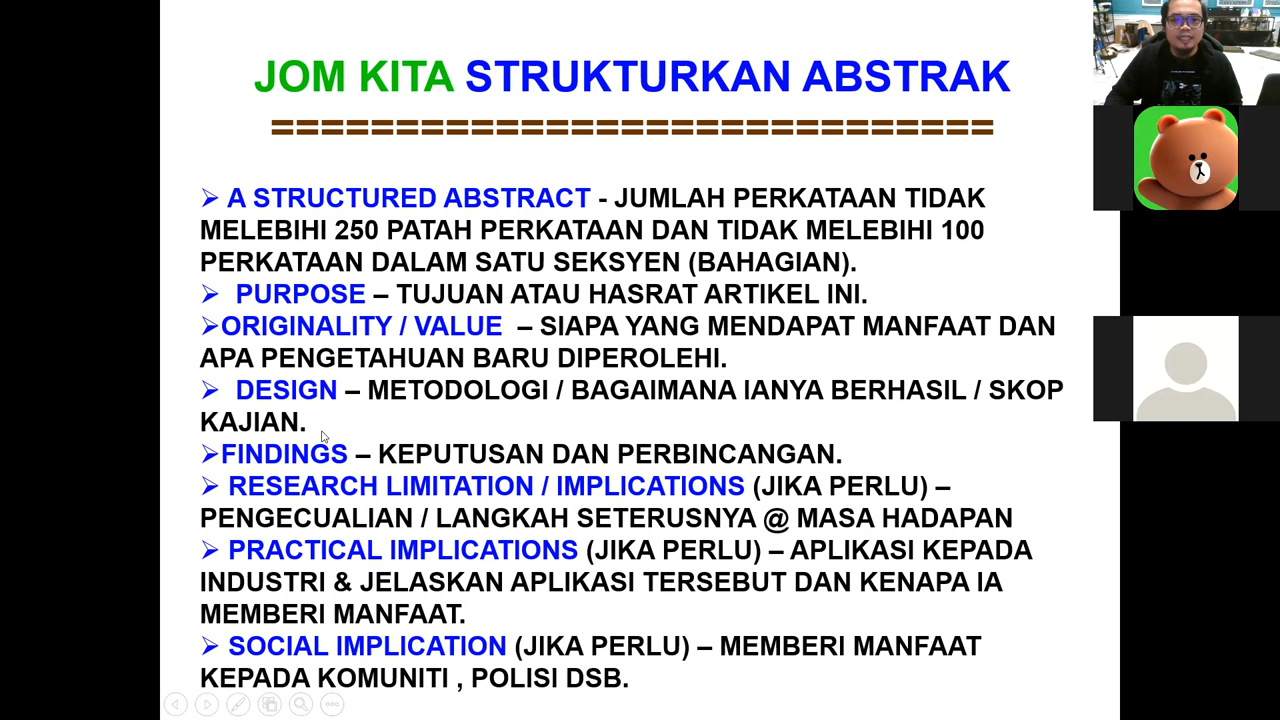 JOM KITA STRUKTURKAN ABSTRAK
=============================
➢ A STRUCTURED ABSTRACT - JUMLAH PERKATAAN TIDAK
MELEBIHI 250 PATAH PERKATAAN DAN TIDAK MELEBIHI 100
PERKATAAN DALAM SATU SEKSYEN (BAHAGIAN).
➢ PURPOSE – TUJUAN ATAU HASRAT ARTIKEL INI.
➢ORIGINALITY / VALUE – SIAPA YANG MENDAPAT MANFAAT DAN
APA PENGETAHUAN BARU DIPEROLEHI.
➢ DESIGN – METODOLOGI / BAGAIMANA IANYA BERHASIL / SKOP
KAJIAN.
➢FINDINGS – KEPUTUSAN DAN PERBINCANGAN.
➢ RESEARCH LIMITATION / IMPLICATIONS (JIKA PERLU) –
PENGECUALIAN / LANGKAH SETERUSNYA @ MASA HADAPAN
➢ PRACTICAL IMPLICATIONS (JIKA PERLU) – APLIKASI KEPADA
INDUSTRI & JELASKAN APLIKASI TERSEBUT DAN KENAPA IA
MEMBERI MANFAAT.
➢ SOCIAL IMPLICATION (JIKA PERLU) – MEMBERI MANFAAT
KEPADA KOMUNITI , POLISI DSB.